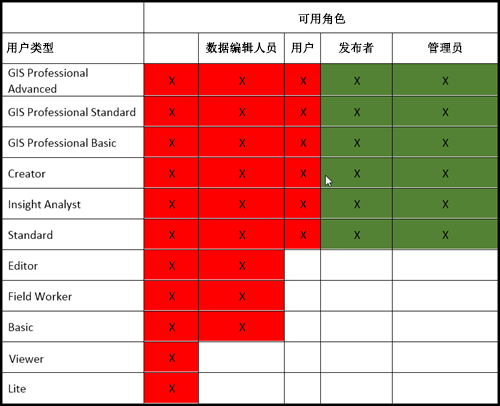 可用角色
用户类型 数据编辑人员 用户 发布者 管理员
GIS Professional
Advanced X X X X X
GIS Professional Standard X X X X X
GIS Professional Basic X X X X X
Creator X X X X X
Insight Analyst X X X X X
Standard X X X X X
Editor X X
Field Worker X X
Basic X X
Viewer X
Lite X